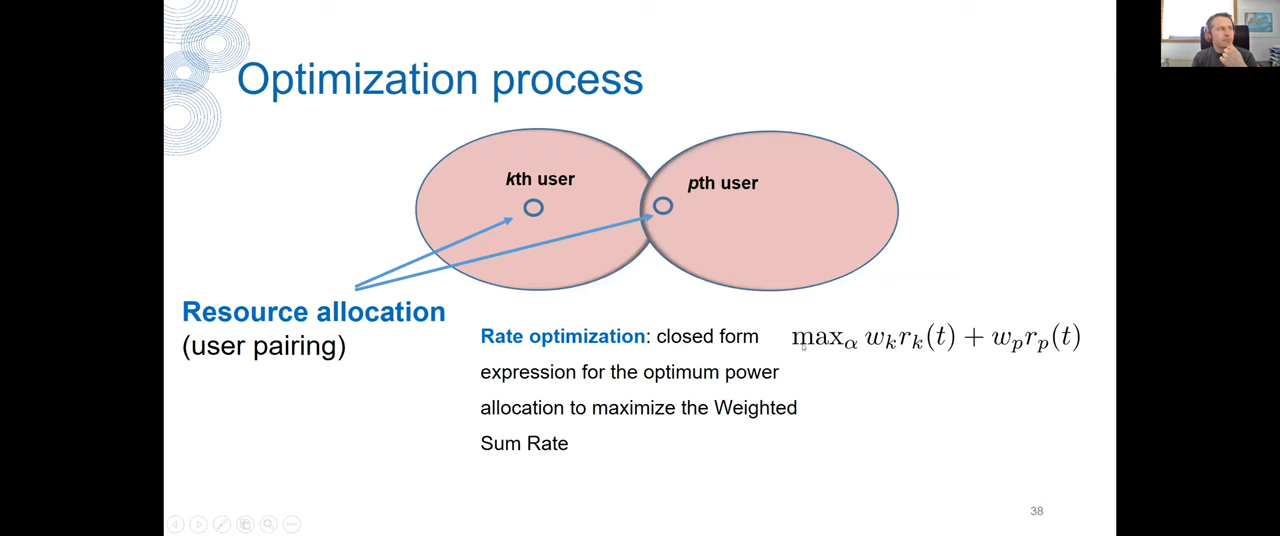 Optimization process
kth user
pth user
Resource allocation
(user pairing)
Rate optimization: closed form
expression for the optimum power
allocation to maximize the Weighted
Sum Rate
max_α w_k r_k(t) + w_p r_p(t)
38